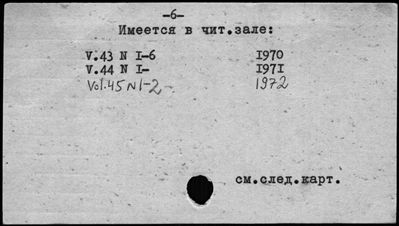 -6-
Имеется в чит.зале:
V.43 N I-6 1970
V.44 N I- 1971
Vol.45 N1-2- 1972
см.след.карт.